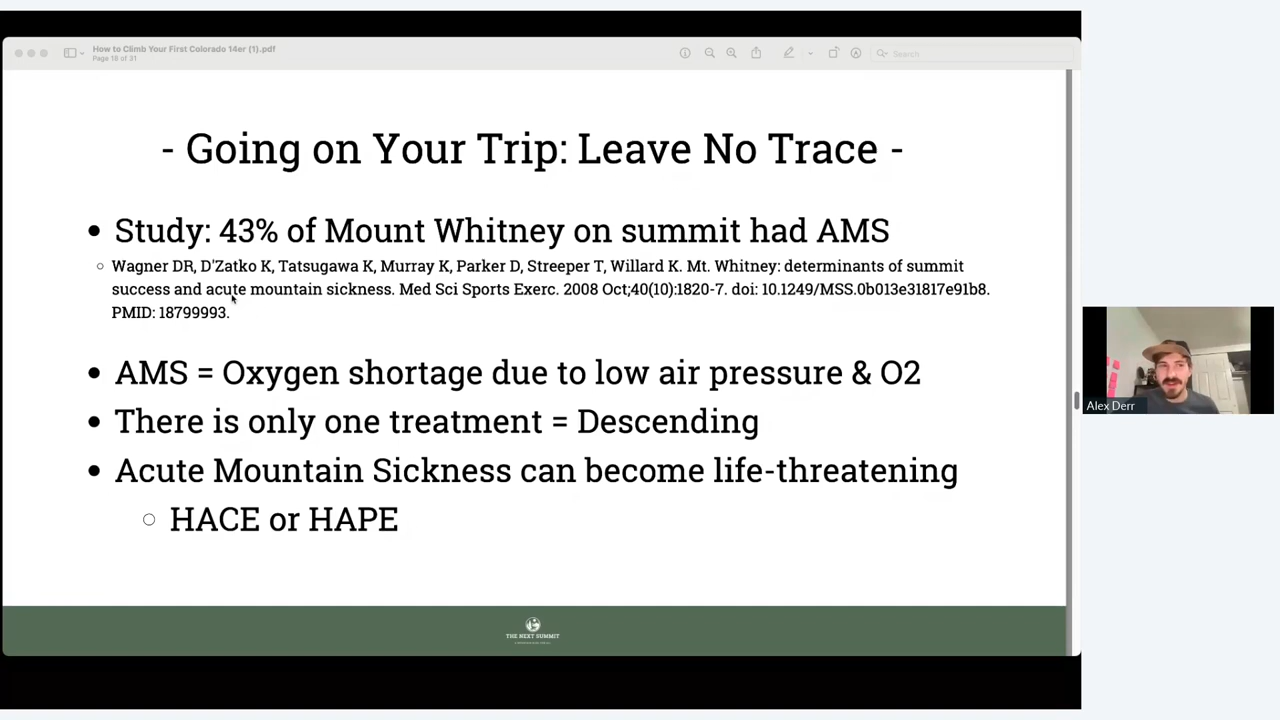 How to Climb Your First Colorado 14er (1).pdf
Page 18 of 31
Search
- Going on Your Trip: Leave No Trace -
• Study: 43% of Mount Whitney on summit had AMS
○ Wagner DR, D'Zatko K, Tatsugawa K, Murray K, Parker D, Streeper T, Willard K. Mt. Whitney: determinants of summit
success and acute mountain sickness. Med Sci Sports Exerc. 2008 Oct;40(10):1820-7. doi: 10.1249/MSS.0b013e31817e91b8.
PMID: 18799993.
• AMS = Oxygen shortage due to low air pressure & O2
• There is only one treatment = Descending
• Acute Mountain Sickness can become life-threatening
○ HACE or HAPE
THE NEXT SUMMIT
Alex Derr